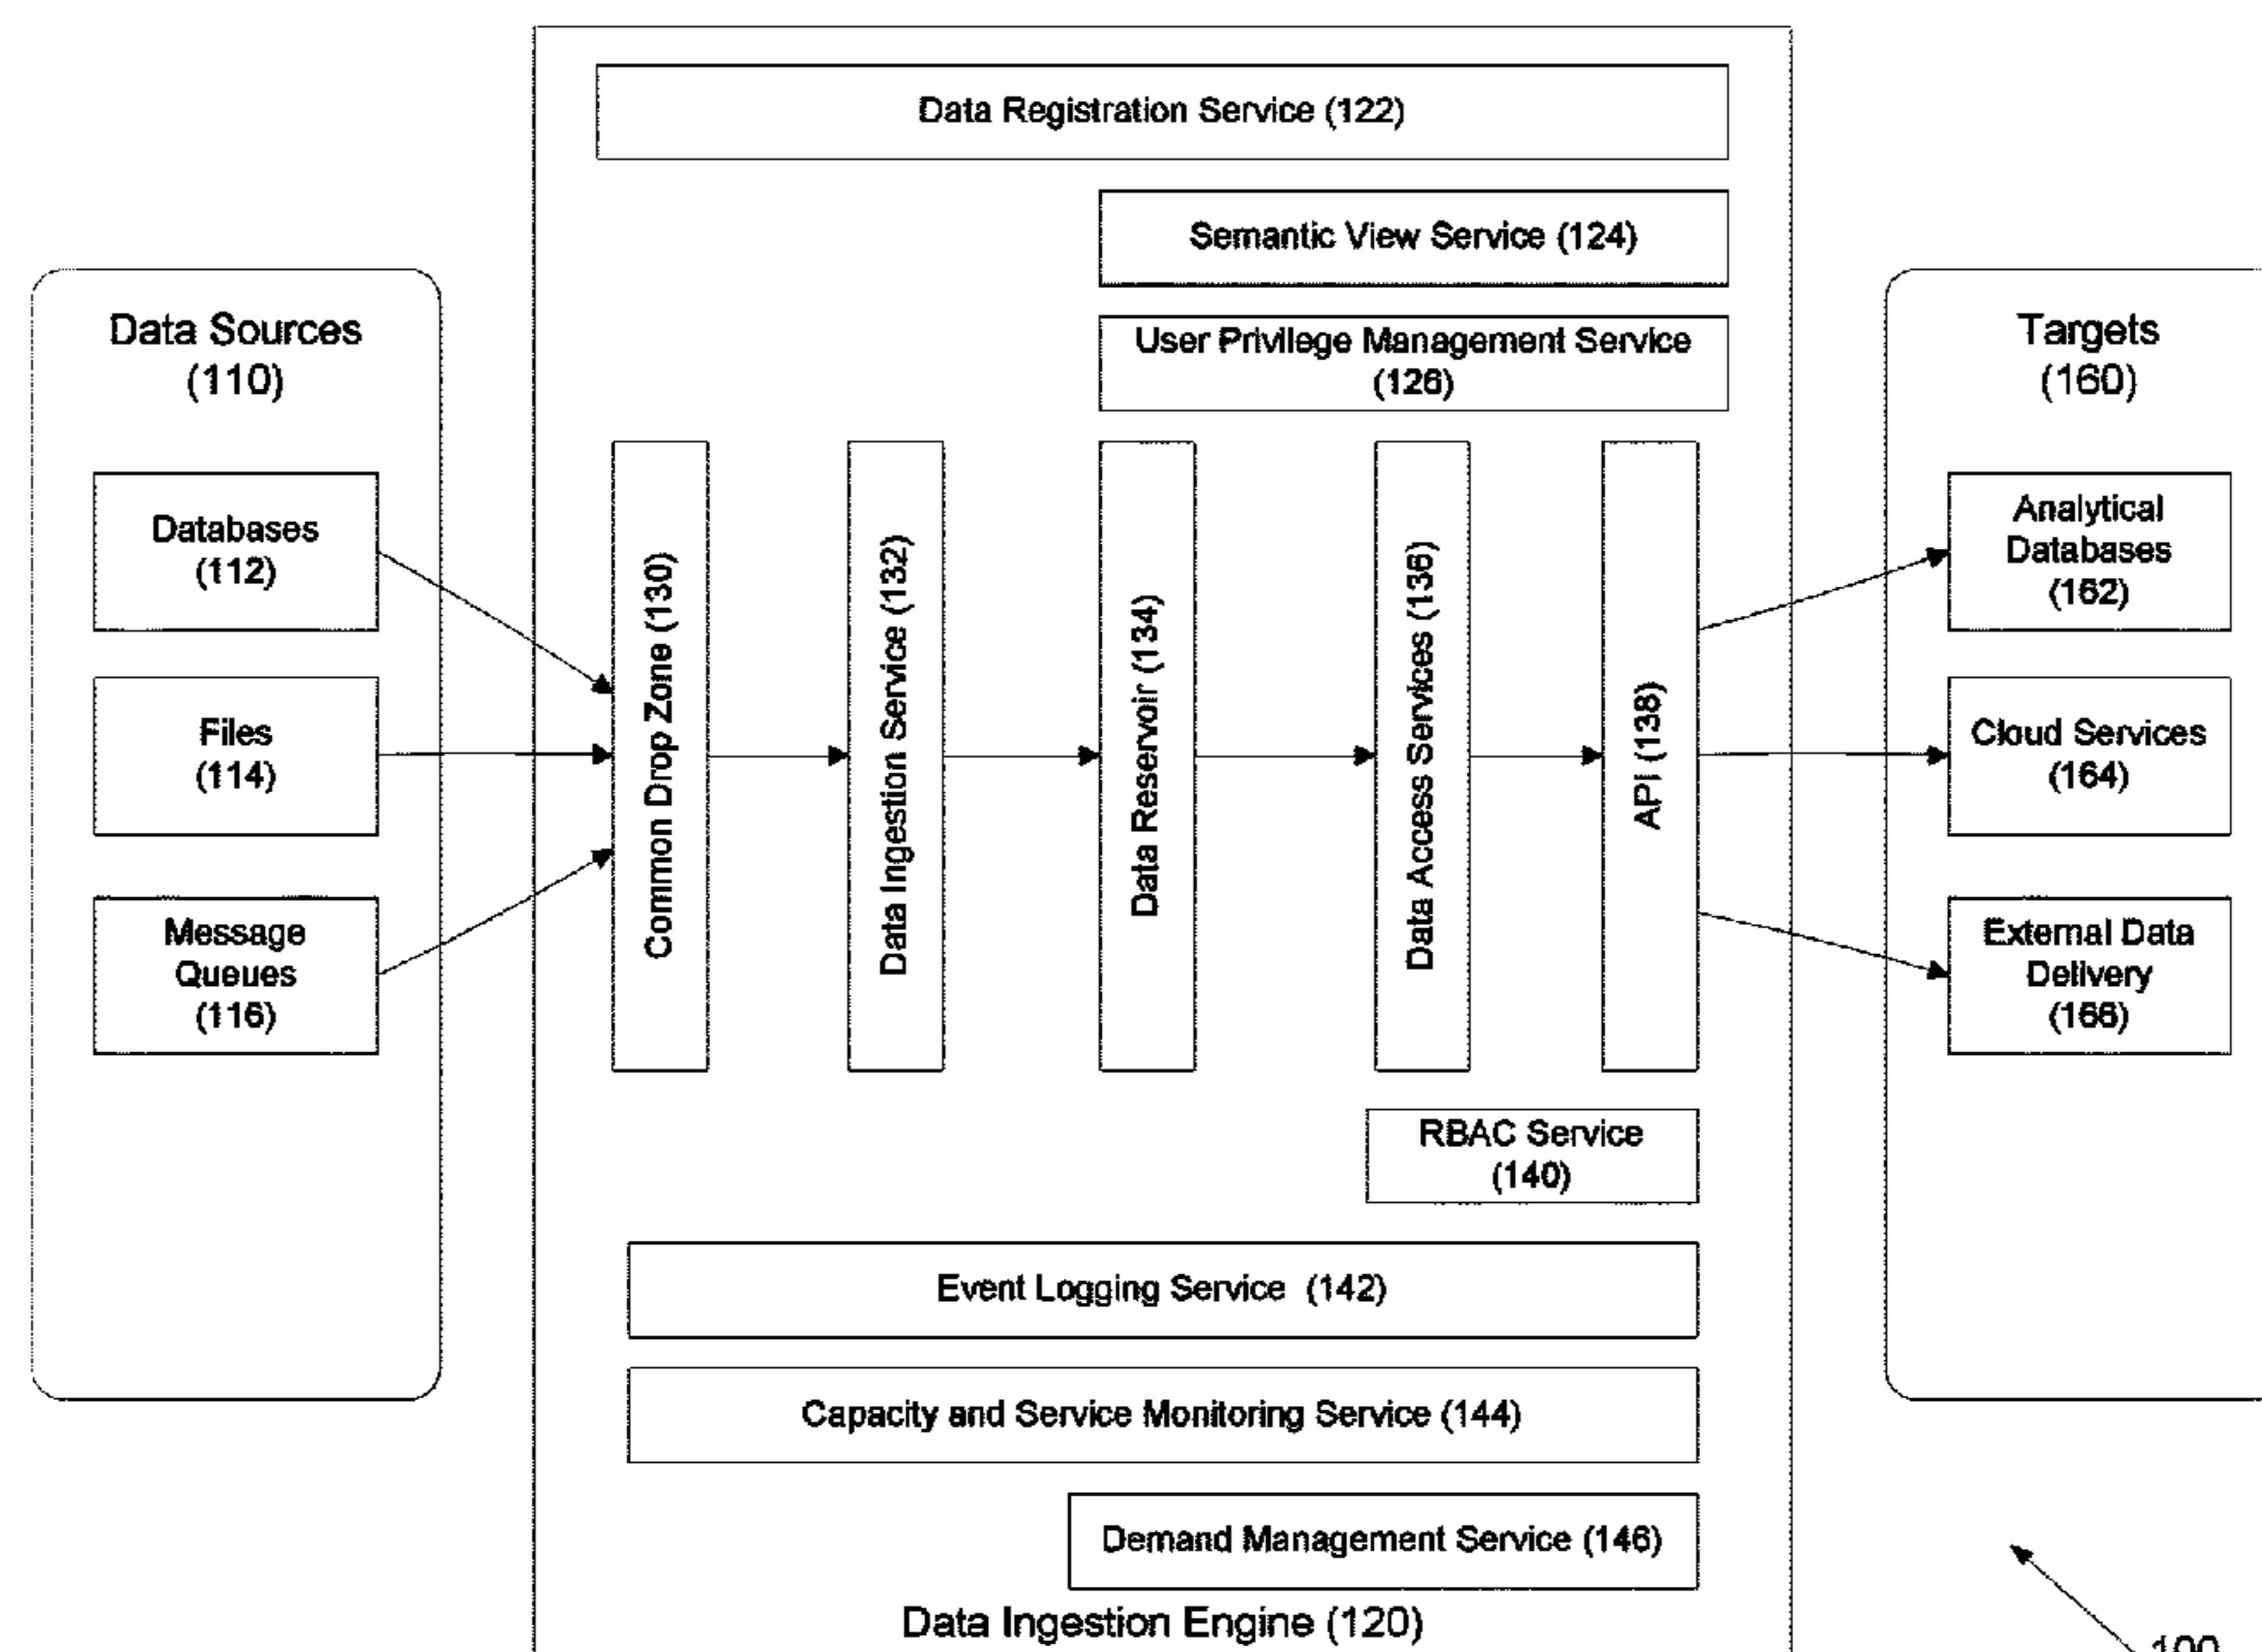 Data Registration Service (122)
Semantic View Service (124)
User Privilege Management Service
(126)
Data Sources
(110)
Databases
(112)
Files
(114)
Message
Queues
(116)
Common Drop Zone (130)
Data Ingestion Service (132)
Data Reservoir (134)
Data Access Services (136)
API (138)
Targets
(160)
Analytical
Databases
(162)
Cloud Services
(164)
External Data
Delivery
(166)
RBAC Service
(140)
Event Logging Service (142)
Capacity and Service Monitoring Service (144)
Demand Management Service (146)
Data Ingestion Engine (120)
100